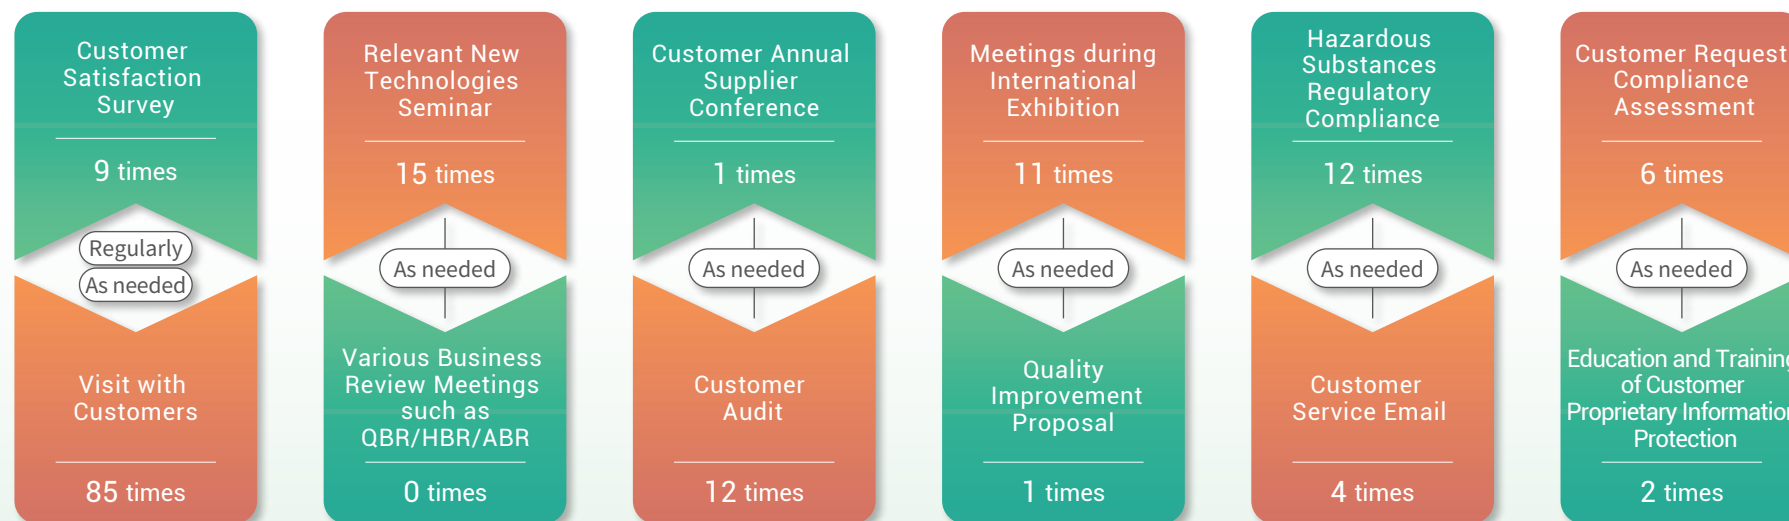 Customer
Satisfaction
Survey
9 times
Regularly
As needed
Visit with
Customers
85 times
Relevant New
Technologies
Seminar
15 times
As needed
Various Business
Review Meetings
such as
QBR/HBR/ABR
0 times
Customer Annual
Supplier
Conference
1 times
As needed
Customer
Audit
12 times
Meetings during
International
Exhibition
11 times
As needed
Quality
Improvement
Proposal
1 times
Hazardous
Substances
Regulatory
Compliance
12 times
As needed
Customer
Service Email
4 times
Customer Request
Compliance
Assessment
6 times
As needed
Education and Training
of Customer
Proprietary Information
Protection
2 times